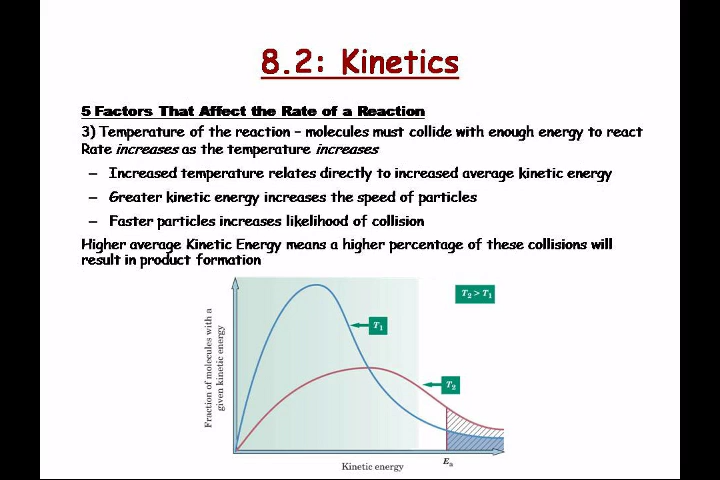 8.2: Kinetics
5 Factors That Affect the Rate of a Reaction
3) Temperature of the reaction – molecules must collide with enough energy to react
Rate increases as the temperature increases
– Increased temperature relates directly to increased average kinetic energy
– Greater kinetic energy increases the speed of particles
– Faster particles increases likelihood of collision
Higher average Kinetic Energy means a higher percentage of these collisions will
result in product formation
Fraction of molecules with a
given kinetic energy
T₂ > T₁
T₁
T₂
Eₐ
Kinetic energy